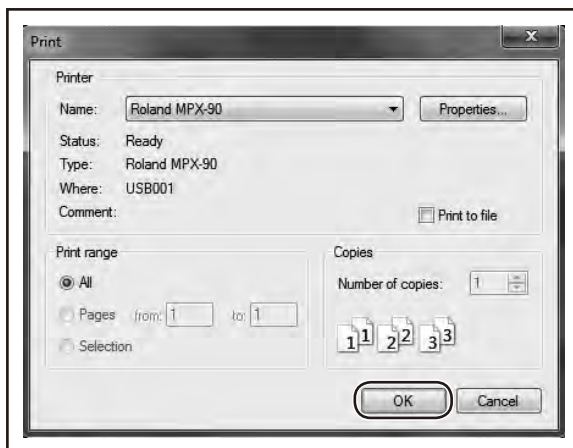 Print
X
Printer
Name: Roland MPX-90 Properties...
Status: Ready
Type: Roland MPX-90
Where: USB001
Comment: Print to file
Print range
All
Pages from: 1 to: 1
Selection
Copies
Number of copies: 1
1 1 2 2 3 3
OK Cancel